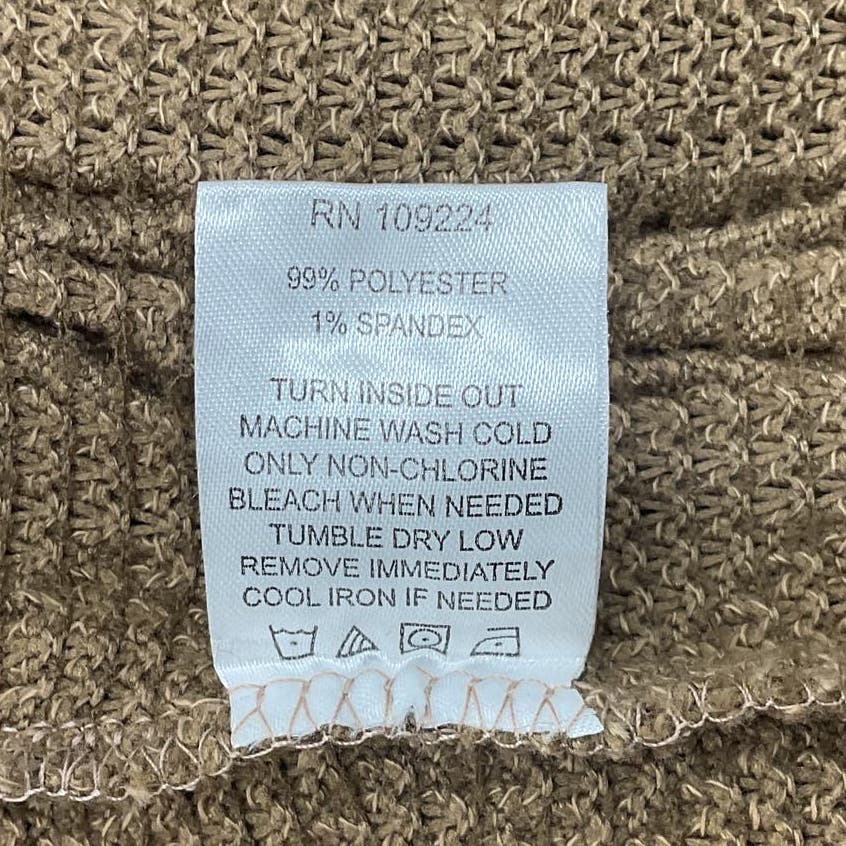 RN 109224
99% POLYESTER
1% SPANDEX
TURN INSIDE OUT
MACHINE WASH COLD
ONLY NON-CHLORINE
BLEACH WHEN NEEDED
TUMBLE DRY LOW
REMOVE IMMEDIATELY
COOL IRON IF NEEDED